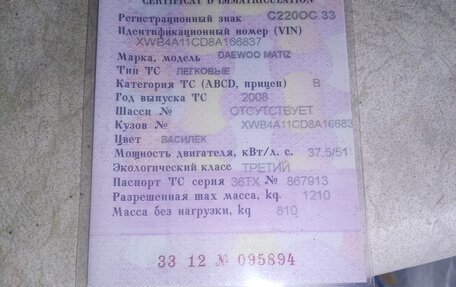 CERTIFICAT D'IMMATRICULATION
Регистрационный знак С220ОС 33
Идентификационный номер (VIN)
XWB4A11CD8A166837
Марка, модель DAEWOO MATIZ
Тип ТС ЛЕГКОВЫЕ
Категория ТС (ABCD, прицеп) B
Год выпуска ТС 2008
Шасси № ОТСУТСТВУЕТ
Кузов № XWB4A11CD8A16683
Цвет ВАСИЛЕК
Мощность двигателя, кВт/л. с. 37.5/51
Экологический класс ТРЕТИЙ
Паспорт ТС серия 36ТХ № 867913
Разрешенная max масса, kg 1210
Масса без нагрузки, kg 810
33 12 № 095894